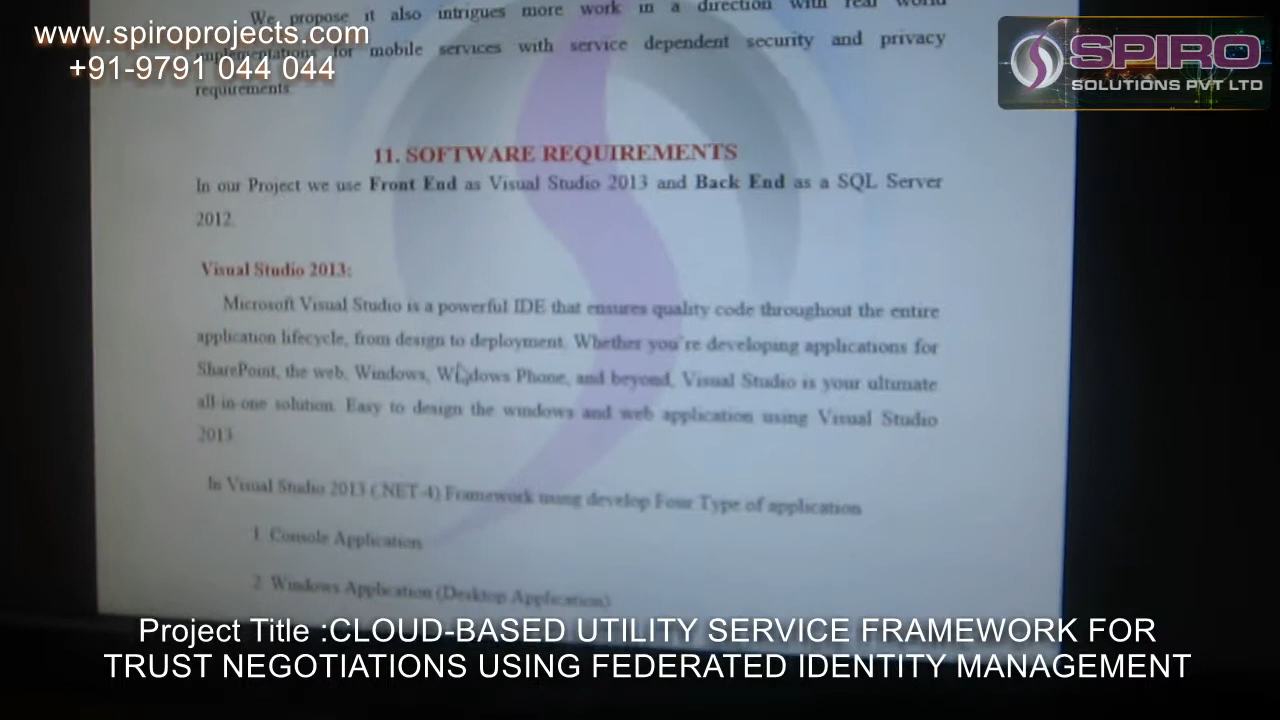 We propose it also intrigues more work in a direction with real world
www.spiroprojects.com
implementations for mobile services with service dependent security and privacy
+91-9791 044 044
requirements.
SPIRO
SOLUTIONS PVT LTD
11. SOFTWARE REQUIREMENTS
In our Project we use Front End as Visual Studio 2013 and Back End as a SQL Server
2012.
Visual Studio 2013:
Microsoft Visual Studio is a powerful IDE that ensures quality code throughout the entire
application lifecycle, from design to deployment. Whether you're developing applications for
SharePoint, the web, Windows, Windows Phone, and beyond, Visual Studio is your ultimate
all-in-one solution. Easy to design the windows and web application using Visual Studio
2013.
In Visual Studio 2013 (.NET-4) Framework using develop Four Type of application
1. Console Application
2. Windows Application (Desktop Application)
Project Title :CLOUD-BASED UTILITY SERVICE FRAMEWORK FOR
TRUST NEGOTIATIONS USING FEDERATED IDENTITY MANAGEMENT